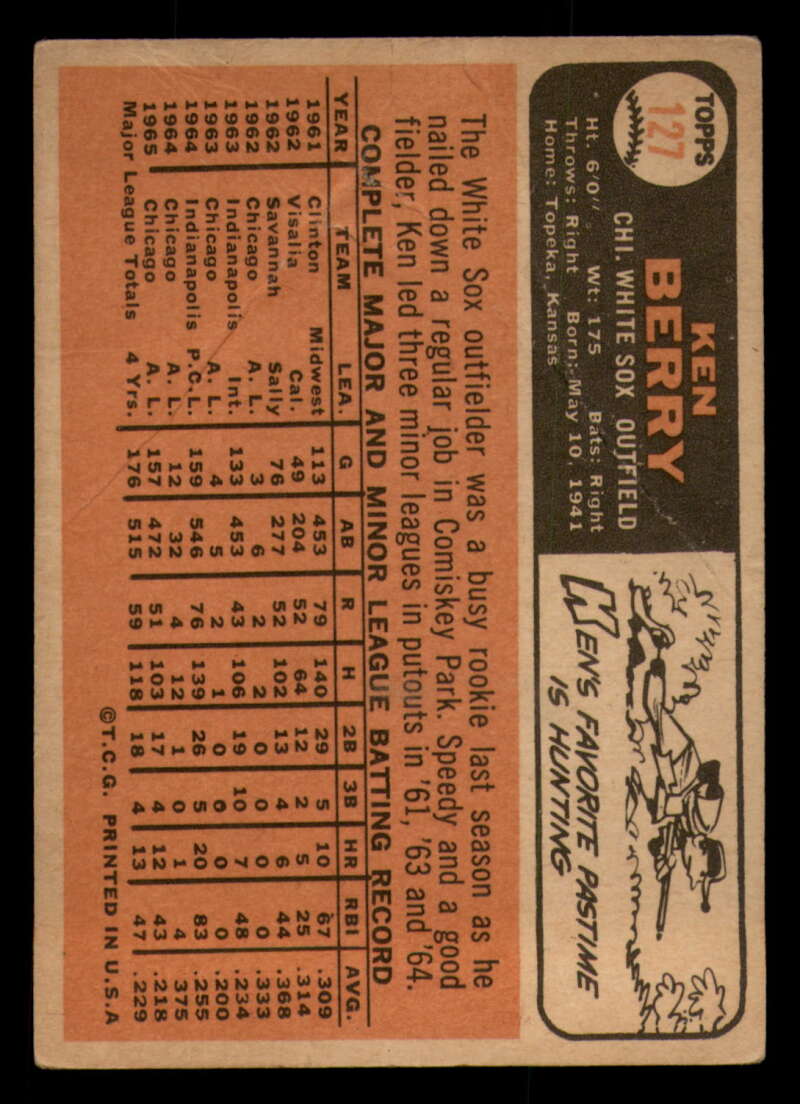 TOPPS
127
KEN
BERRY
CHI. WHITE SOX OUTFIELD
Ht. 6'0". Wt: 175 Bats: Right
Throws: Right Born: May 10, 1941
Home: Topeka, Kansas
KEN'S FAVORITE PASTIME
IS HUNTING
The White Sox outfielder was a busy rookie last season as he
nailed down a regular job in Comiskey Park. Speedy and a good
fielder, Ken led three minor leagues in putouts in '61, '63 and '64.
COMPLETE MAJOR AND MINOR LEAGUE BATTING RECORD
YEAR TEAM LEA. G AB R H 2B 3B HR RBI AVG.
1961 Clinton Midwest 113 453 79 140 29 5 10 67 .309
1962 Visalia Cal. 49 204 52 64 12 2 5 25 .314
1962 Savannah Sally 76 277 52 102 13 4 6 44 .368
1962 Chicago A. L. 3 6 2 2 0 0 0 0 .333
1963 Indianapolis Int. 133 453 43 106 19 10 7 48 .234
1963 Chicago A. L. 4 5 2 1 0 0 0 0 .200
1964 Indianapolis P.C.L. 159 546 76 139 26 5 20 83 .255
1964 Chicago A. L. 12 32 4 12 1 0 1 4 .375
1965 Chicago A. L. 157 472 51 103 17 4 12 43 .218
Major League Totals 4 Yrs. 176 515 59 118 18 4 13 47 .229
©T.C.G. PRINTED IN U.S.A